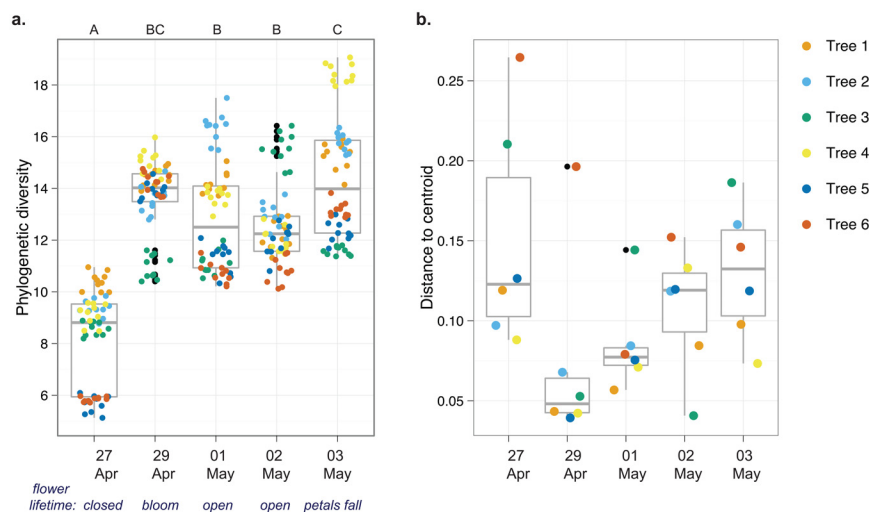 a.
A BC B B C
Phylogenetic diversity
18
16
14
12
10
8
6
27 Apr
29 Apr
01 May
02 May
03 May
flower lifetime: closed bloom open open petals fall
b.
Distance to centroid
0.25
0.20
0.15
0.10
0.05
27 Apr
29 Apr
01 May
02 May
03 May
Tree 1
Tree 2
Tree 3
Tree 4
Tree 5
Tree 6